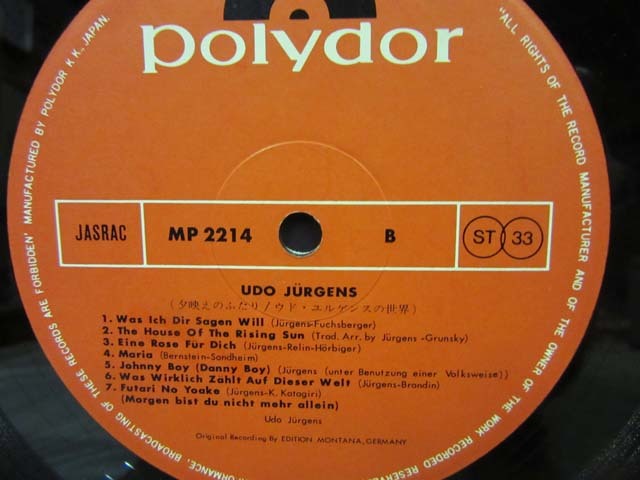 polydor
"ALL RIGHTS OF THE RECORD MANUFACTURER AND OF THE OWNER OF THE WORK RECORDED RESERVED
BROADCASTING OF THESE RECORDS ARE FORBIDDEN' MANUFACTURED BY POLYDOR K K., JAPAN.
JASRAC
MP 2214
B
ST 33
UDO JÜRGENS
(夕映えのふたり/ウド・ユルゲンスの世界)
1. Was Ich Dir Sagen Will (Jürgens-Fuchsberger)
2. The House Of The Rising Sun (Trad. Arr. by Jürgens -Grunsky)
3. Eine Rose Für Dich (Jürgens-Relin-Hörbiger)
4. Maria (Bernstein-Sondheim)
5. Johnny Boy (Danny Boy) (Jürgens (unter Benutzung einer Volksweise))
6. Was Wirklich Zählt Auf Dieser Welt (Jürgens-Brandin)
7. Futari No Yoake (Jürgens-K. Katagiri)
(Morgen bist du nicht mehr allein)
Udo Jürgens
Original Recording By EDITION MONTANA, GERMANY